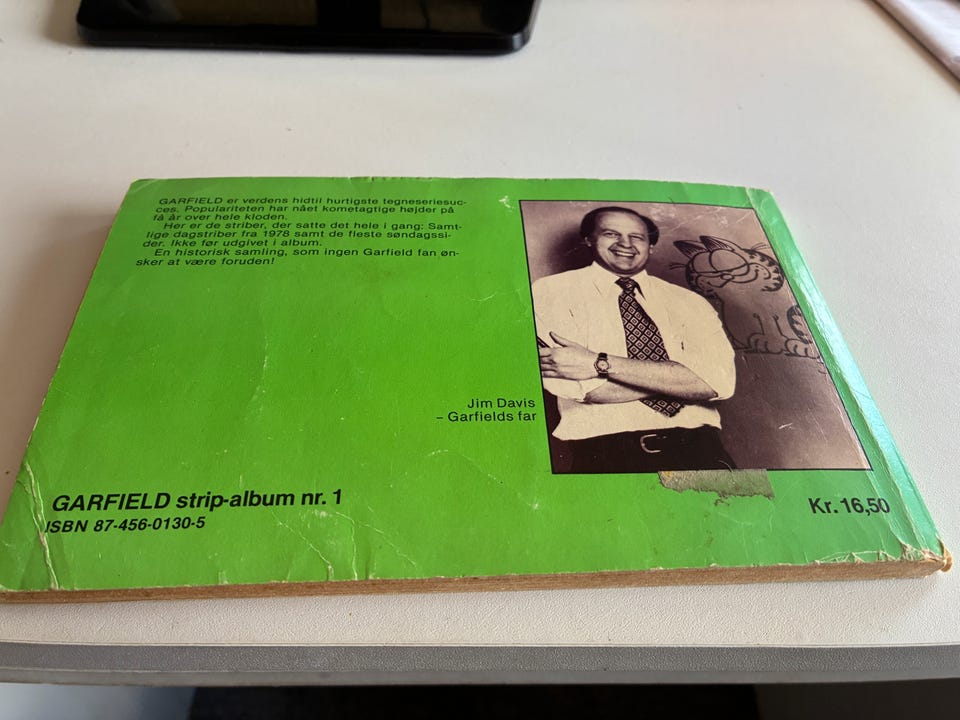 GARFIELD er verdens hidtil hurtigste tegneseriesuc-
ces. Populariteten har nået kometagtige højder på
få år over hele kloden.
Her er de striber, der satte det hele i gang: Samt-
lige dagstriber fra 1978 samt de fleste søndagssi-
der. Ikke før udgivet i album.
En historisk samling, som ingen Garfield fan øn-
sker at være foruden!
Jim Davis
– Garfields far
GARFIELD strip-album nr. 1
ISBN 87-456-0130-5
Kr. 16,50